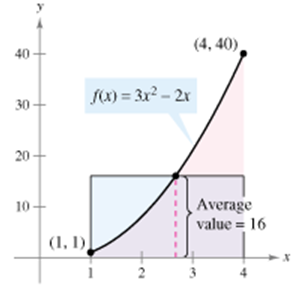 y
(4, 40)
40
f(x) = 3x² – 2x
30
20
10
Average
value = 16
(1, 1)
x
1 2 3 4